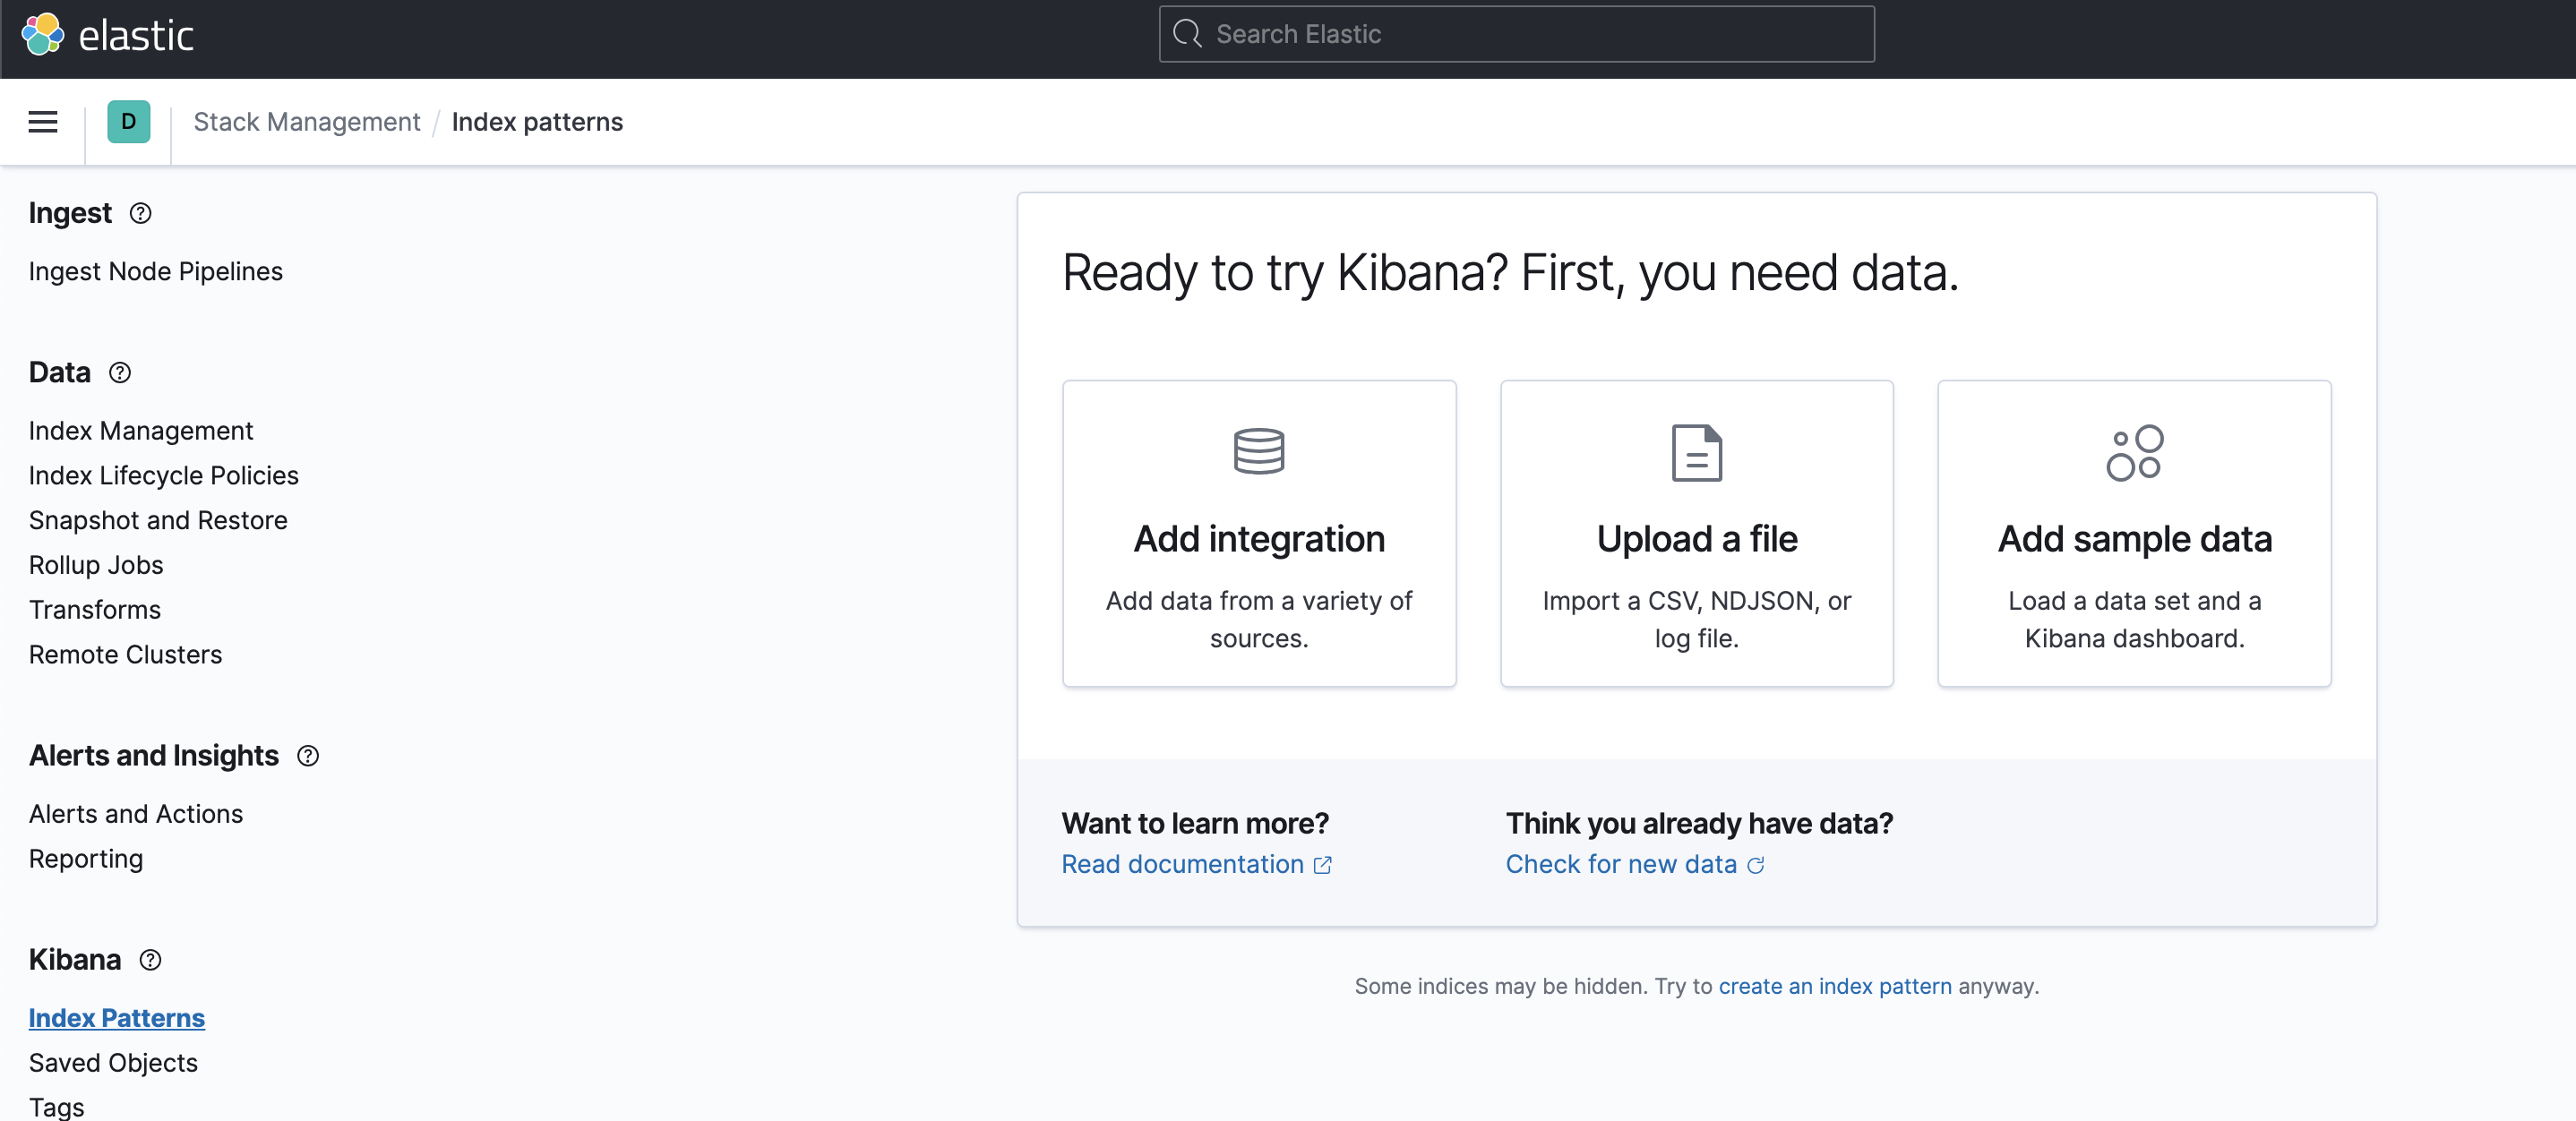 elastic
Search Elastic
D
Stack Management / Index patterns
Ingest
Ingest Node Pipelines
Data
Index Management
Index Lifecycle Policies
Snapshot and Restore
Rollup Jobs
Transforms
Remote Clusters
Alerts and Insights
Alerts and Actions
Reporting
Kibana
Index Patterns
Saved Objects
Tags
Ready to try Kibana? First, you need data.
Add integration
Add data from a variety of
sources.
Upload a file
Import a CSV, NDJSON, or
log file.
Add sample data
Load a data set and a
Kibana dashboard.
Want to learn more?
Read documentation
Think you already have data?
Check for new data
Some indices may be hidden. Try to create an index pattern anyway.